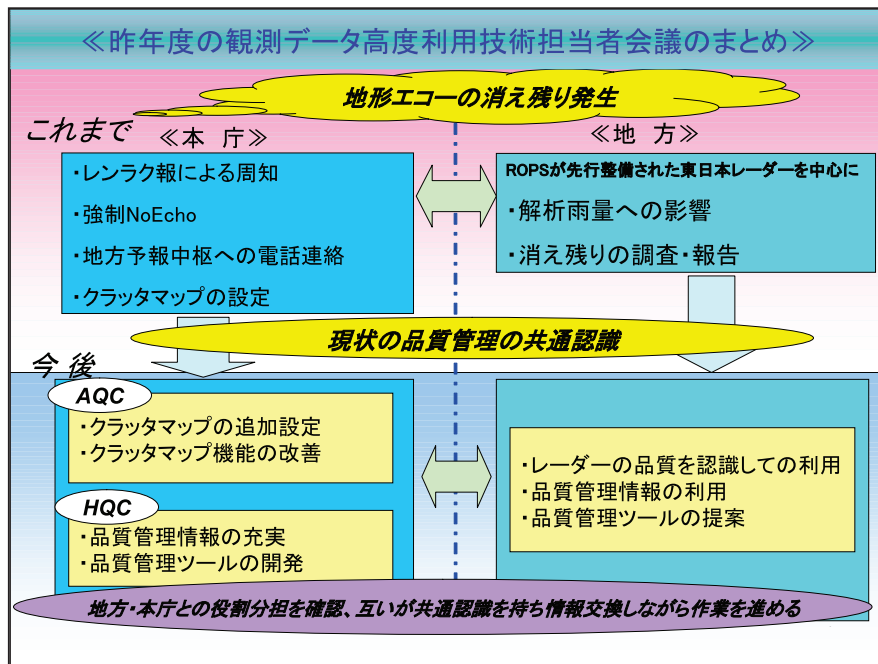 ≪昨年度の観測データ高度利用技術担当者会議のまとめ≫
地形エコーの消え残り発生
これまで
≪本 庁≫
≪地 方≫
・レンラク報による周知
・強制NoEcho
・地方予報中枢への電話連絡
・クラッタマップの設定
ROPSが先行整備された東日本レーダーを中心に
・解析雨量への影響
・消え残りの調査・報告
現状の品質管理の共通認識
今 後
AQC
・クラッタマップの追加設定
・クラッタマップ機能の改善
HQC
・品質管理情報の充実
・品質管理ツールの開発
・レーダーの品質を認識しての利用
・品質管理情報の利用
・品質管理ツールの提案
地方・本庁との役割分担を確認、互いが共通認識を持ち情報交換しながら作業を進める